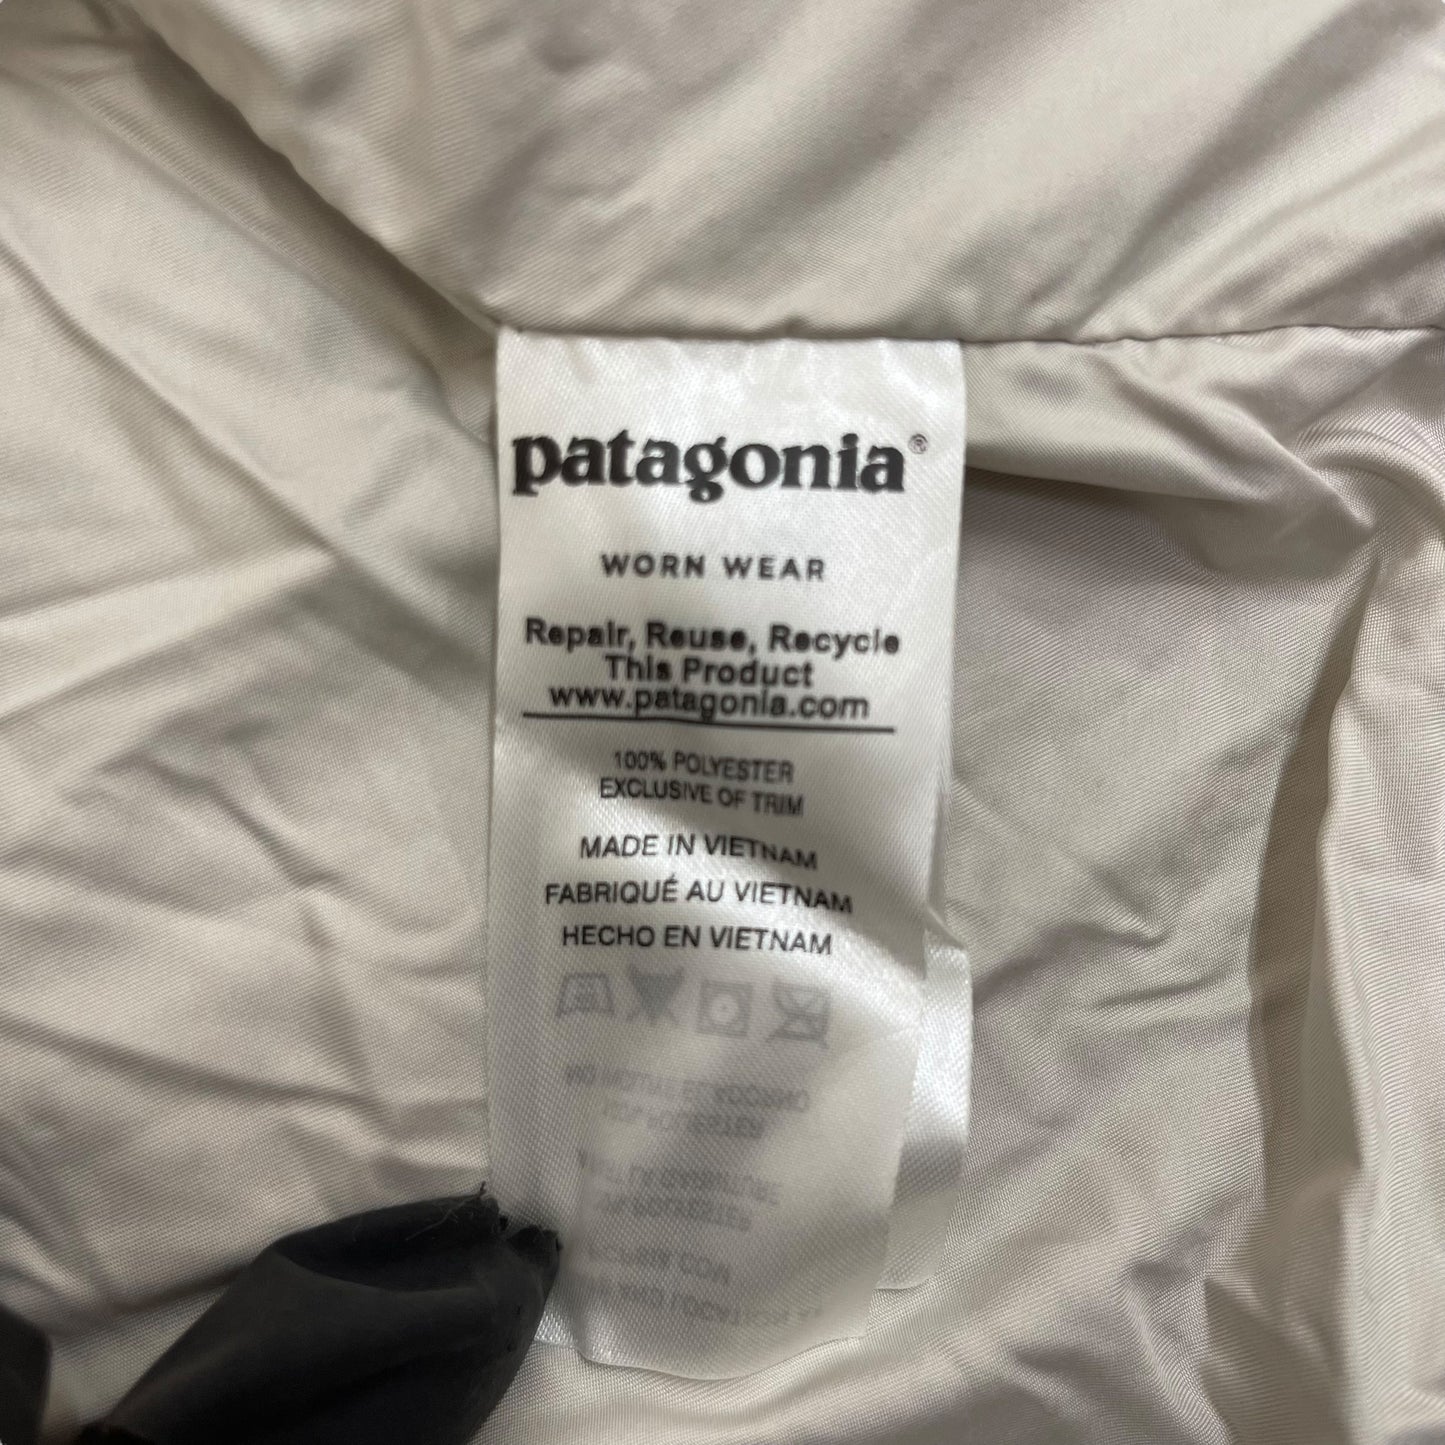 patagonia®
WORN WEAR
Repair, Reuse, Recycle
This Product
www.patagonia.com
100% POLYESTER
EXCLUSIVE OF TRIM
MADE IN VIETNAM
FABRIQUÉ AU VIETNAM
HECHO EN VIETNAM